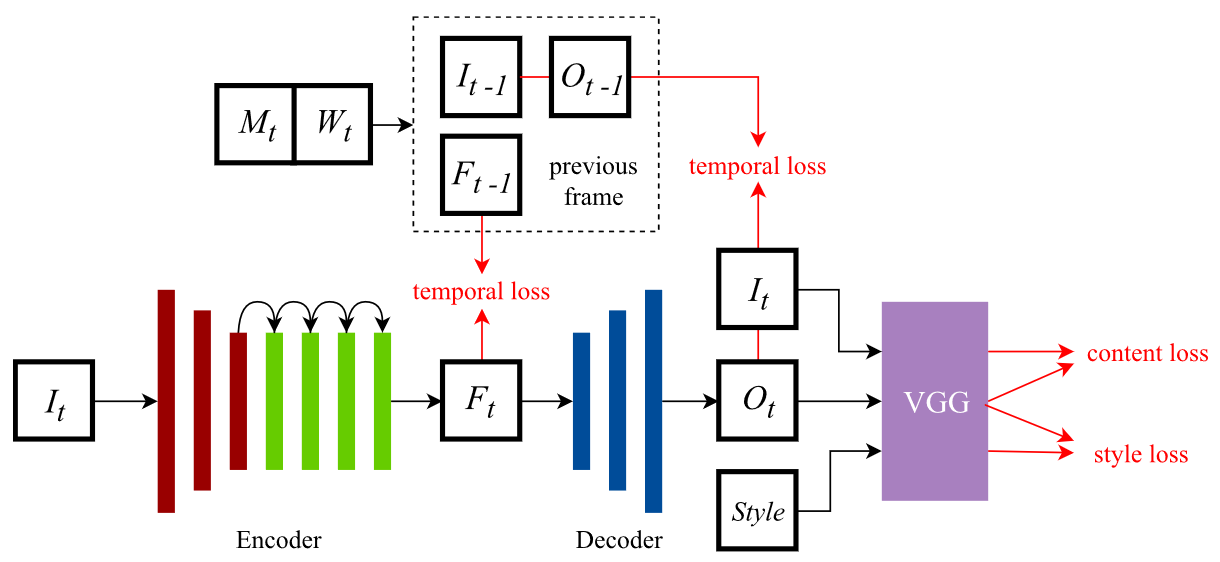 I_{t-1}
O_{t-1}
M_t
W_t
F_{t-1}
previous
frame
temporal loss
temporal loss
I_t
I_t
F_t
O_t
VGG
content loss
style loss
Style
Encoder
Decoder